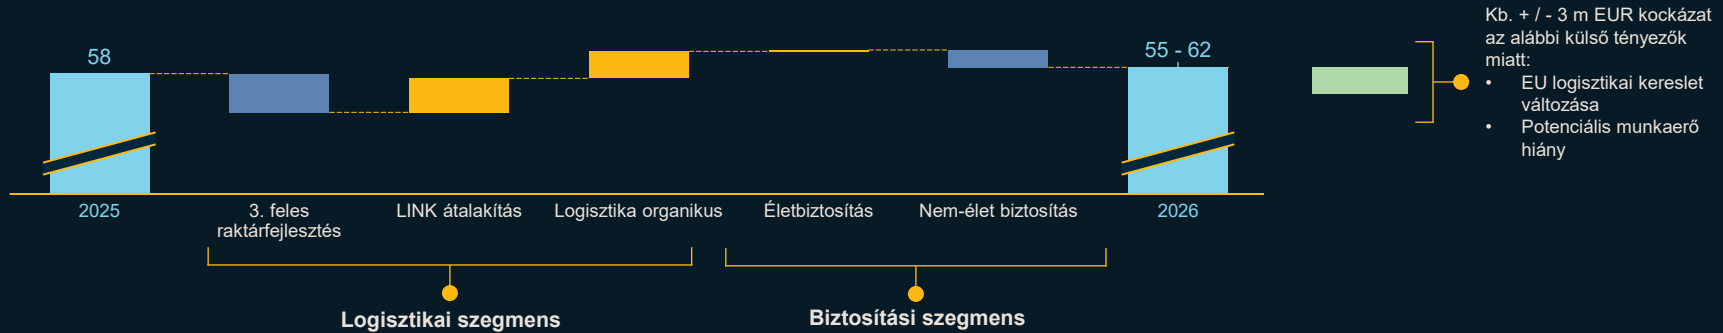 58
55 - 62
2025
3. feles
raktárfejlesztés
LINK átalakítás
Logisztika organikus
Életbiztosítás
Nem-élet biztosítás
2026
Logisztikai szegmens
Biztosítási szegmens
Kb. + / - 3 m EUR kockázat
az alábbi külső tényezők
miatt:
• EU logisztikai kereslet
változása
• Potenciális munkaerő
hiány